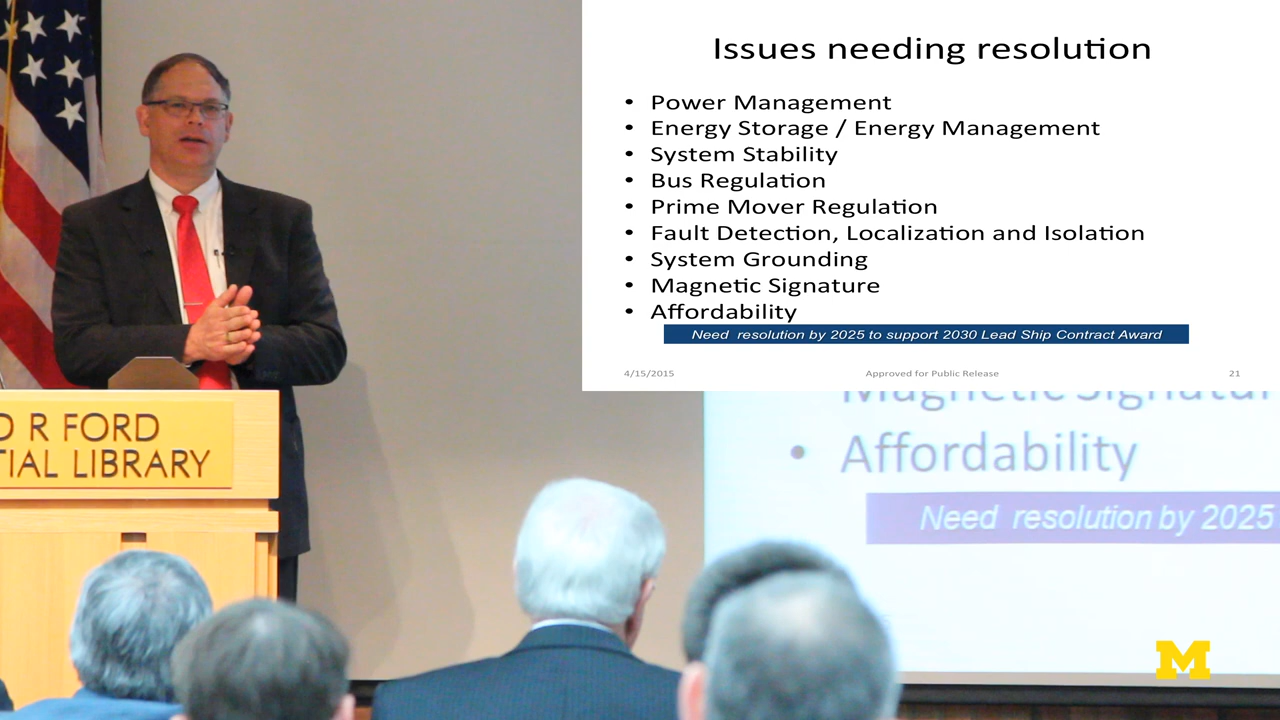 Issues needing resolution
• Power Management
• Energy Storage / Energy Management
• System Stability
• Bus Regulation
• Prime Mover Regulation
• Fault Detection, Localization and Isolation
• System Grounding
• Magnetic Signature
• Affordability
Need resolution by 2025 to support 2030 Lead Ship Contract Award
4/15/2015
Approved for Public Release
21
D R FORD
TIAL LIBRARY
Magnetic Signatur
• Affordability
Need resolution by 2025
M